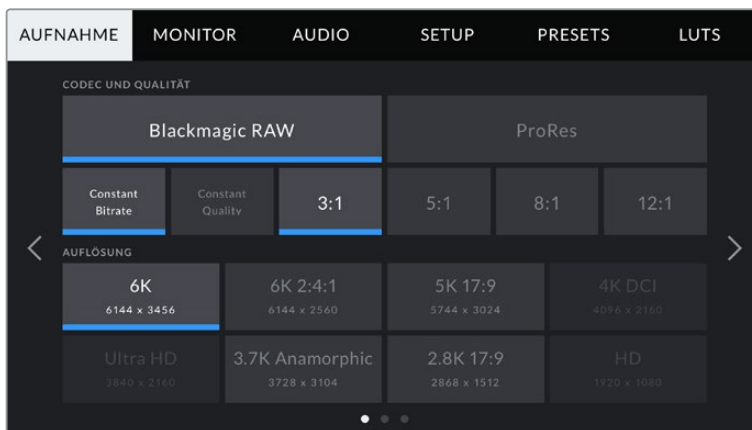 AUFNAHME MONITOR AUDIO SETUP PRESETS LUTS
CODEC UND QUALITÄT
Blackmagic RAW ProRes
Constant Bitrate Constant Quality 3:1 5:1 8:1 12:1
AUFLÖSUNG
6K 6K 2:4:1 5K 17:9 4K DCI
6144 x 3456 6144 x 2560 5744 x 3024 4096 x 2160
Ultra HD 3.7K Anamorphic 2.8K 17:9 HD
3840 x 2160 3728 x 3104 2868 x 1512 1920 x 1080